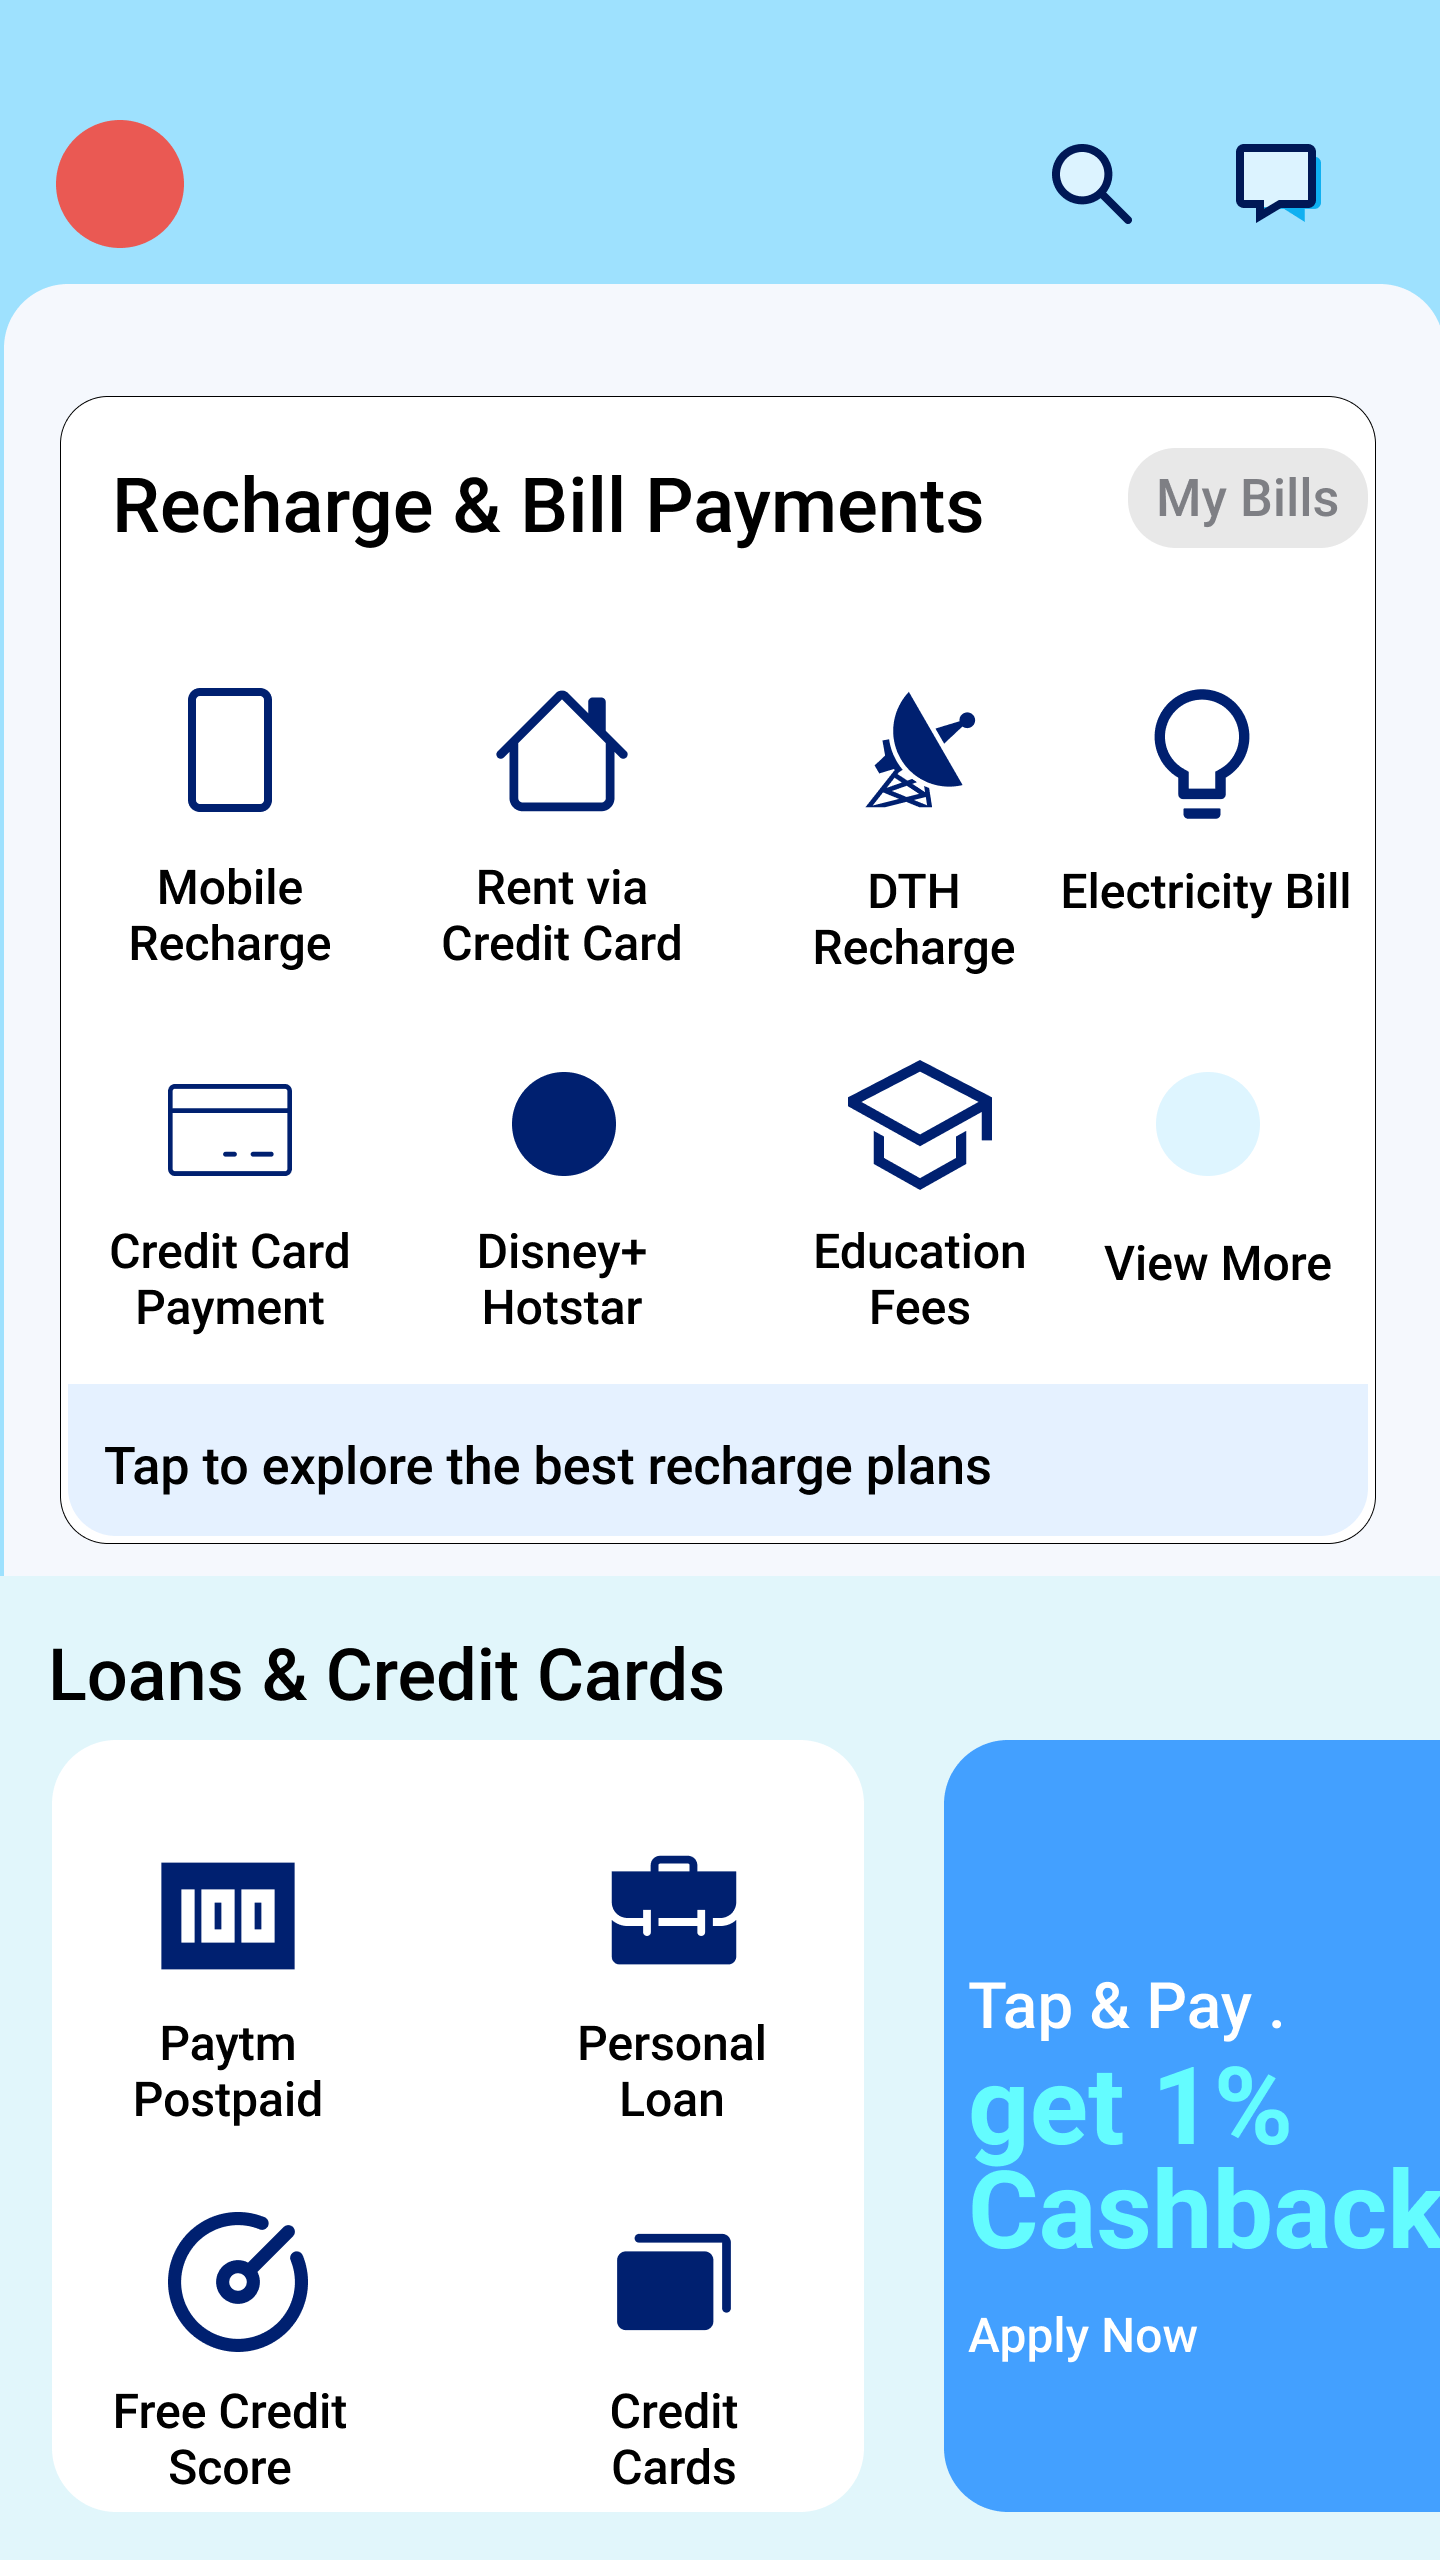 Recharge & Bill Payments
My Bills
Mobile
Recharge
Rent via
Credit Card
DTH
Recharge
Electricity Bill
Credit Card
Payment
Disney+
Hotstar
Education
Fees
View More
Tap to explore the best recharge plans
Loans & Credit Cards
100
Paytm
Postpaid
Personal
Loan
Free Credit
Score
Credit
Cards
Tap & Pay .
get 1%
Cashback
Apply Now